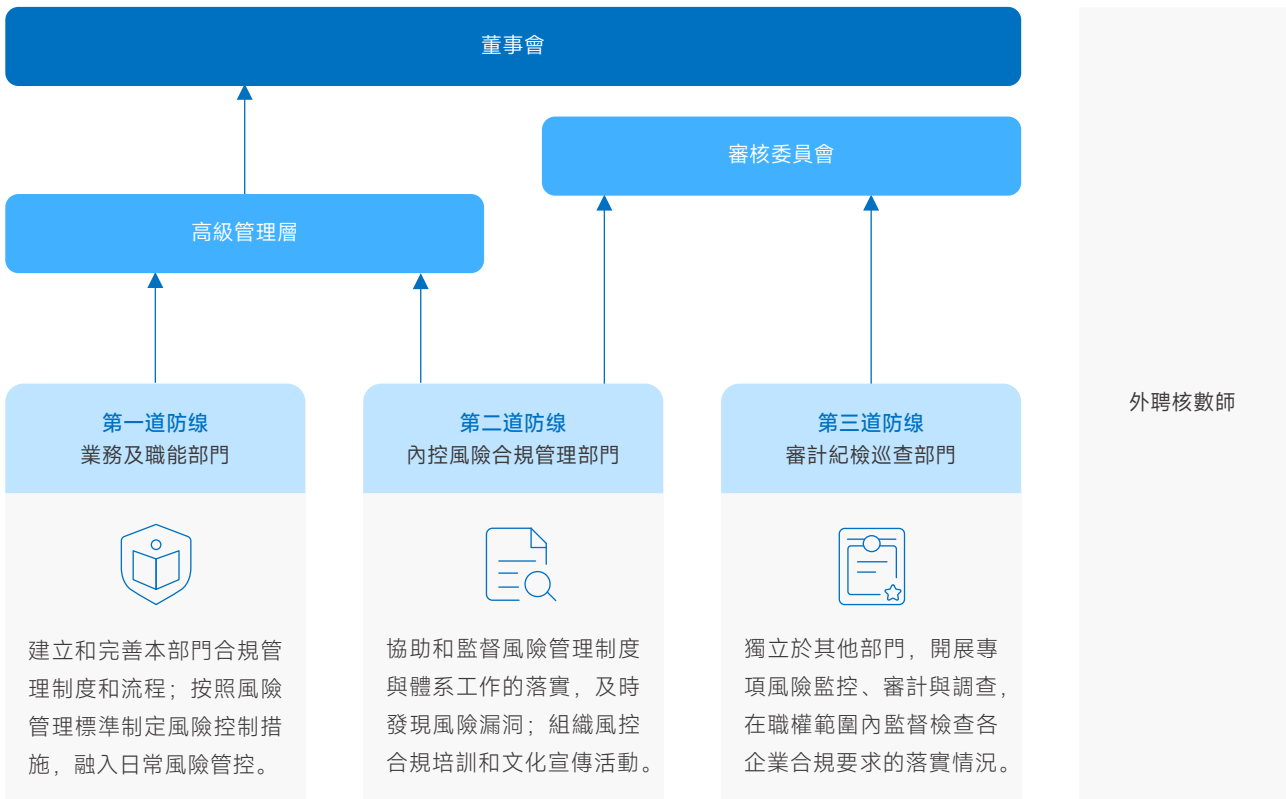 董事會
審核委員會
高級管理層
第一道防缐
業務及職能部門
建立和完善本部門合規管
理制度和流程；按照風險
管理標準制定風險控制措
施，融入日常風險管控。
第二道防缐
內控風險合規管理部門
協助和監督風險管理制度
與體系工作的落實，及時
發現風險漏洞；組織風控
合規培訓和文化宣傳活動。
第三道防缐
審計紀檢巡查部門
獨立於其他部門，開展專
項風險監控、審計與調查，
在職權範圍內監督檢查各
企業合規要求的落實情況。
外聘核數師